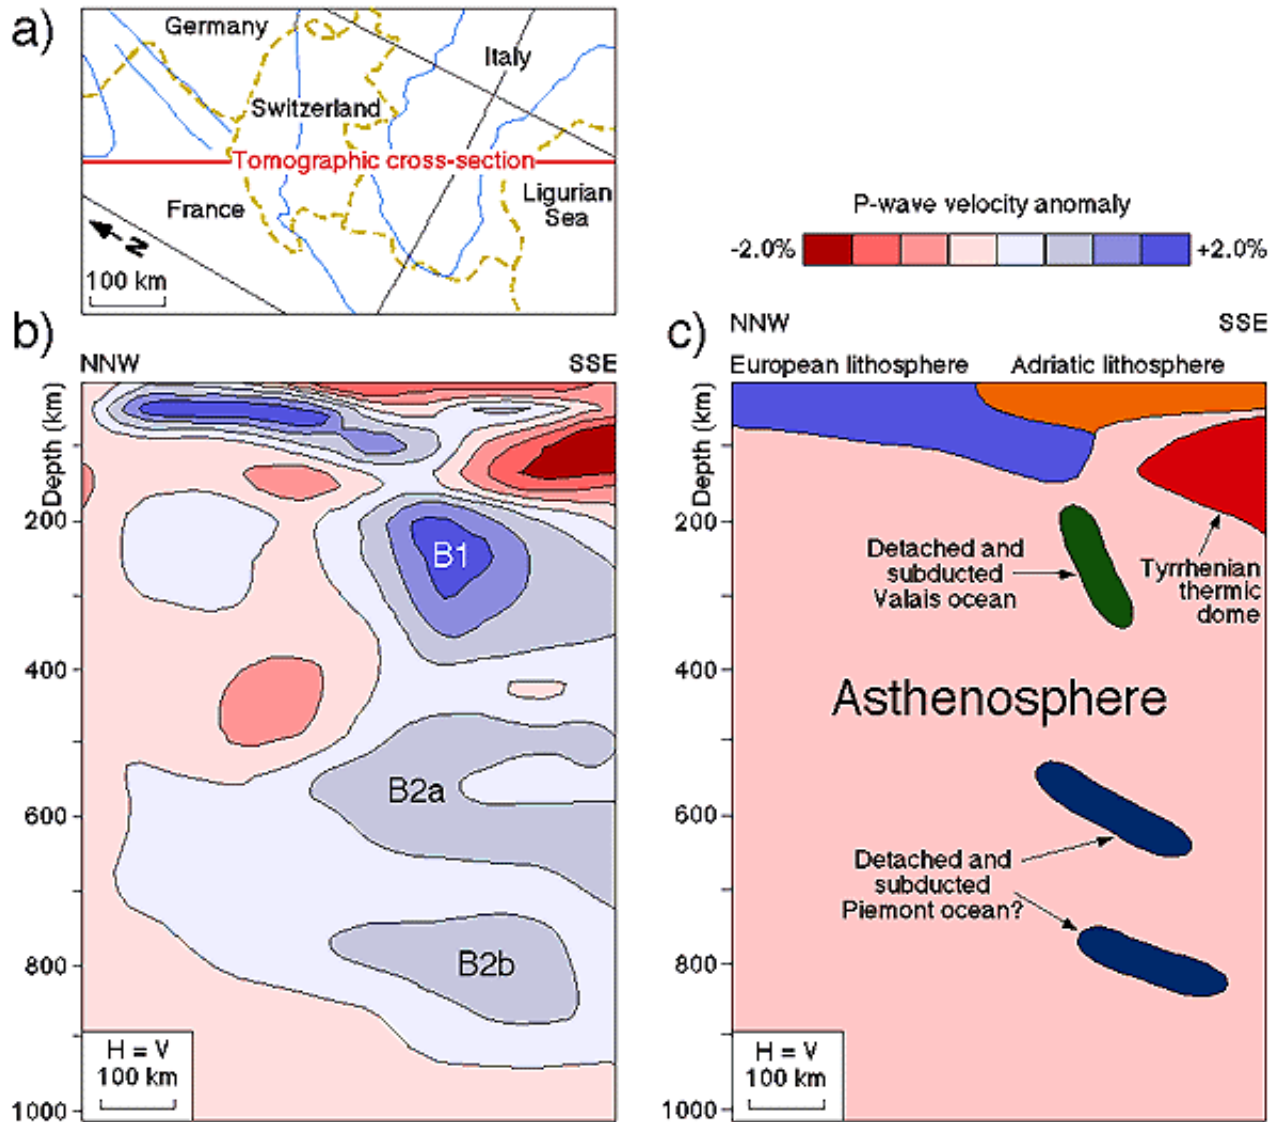 a)
Germany
Italy
Switzerland
Tomographic cross-section
France
Ligurian
Sea
N
100 km
P-wave velocity anomaly
-2.0%
+2.0%
b)
NNW
SSE
Depth (km)
200
400
600
800
1000
B1
B2a
B2b
H = V
100 km
c)
NNW
SSE
European lithosphere
Adriatic lithosphere
Depth (km)
200
400
600
800
1000
Detached and
subducted
Valais ocean
Tyrrhenian
thermic
dome
Asthenosphere
Detached and
subducted
Piemont ocean?
H = V
100 km